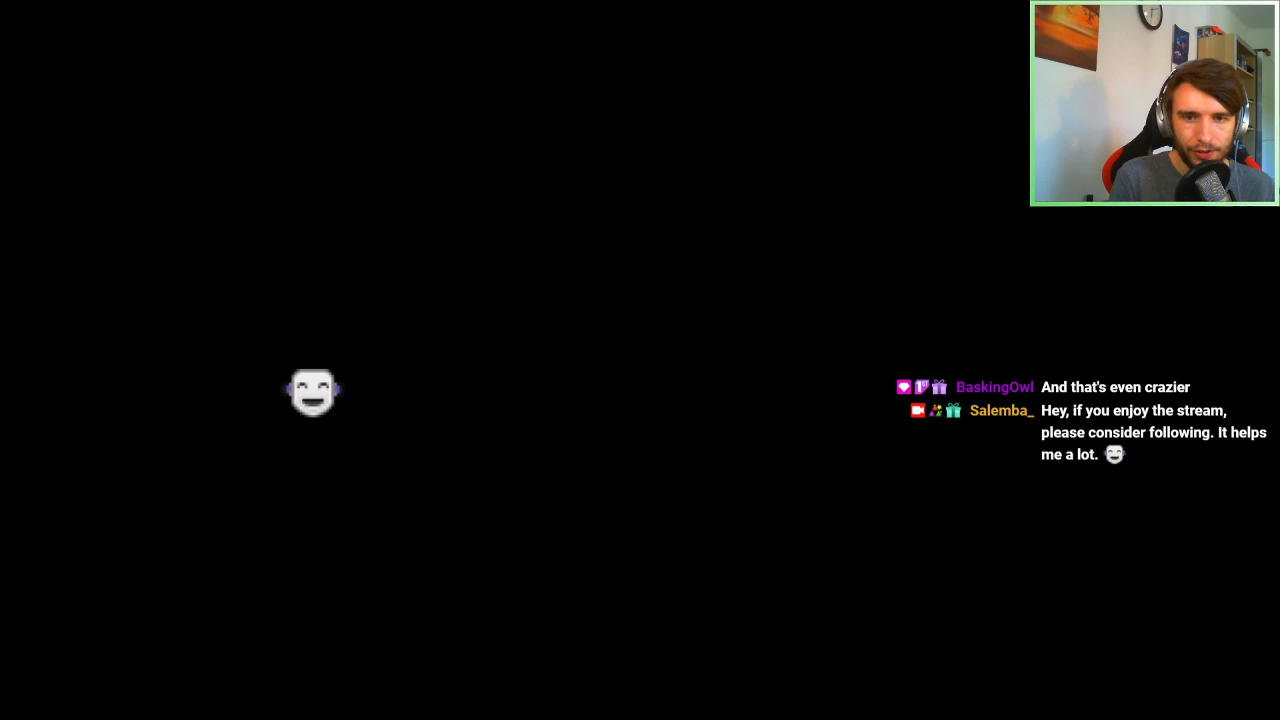 BaskingOwl And that's even crazier
Salemba_ Hey, if you enjoy the stream,
please consider following. It helps
me a lot.